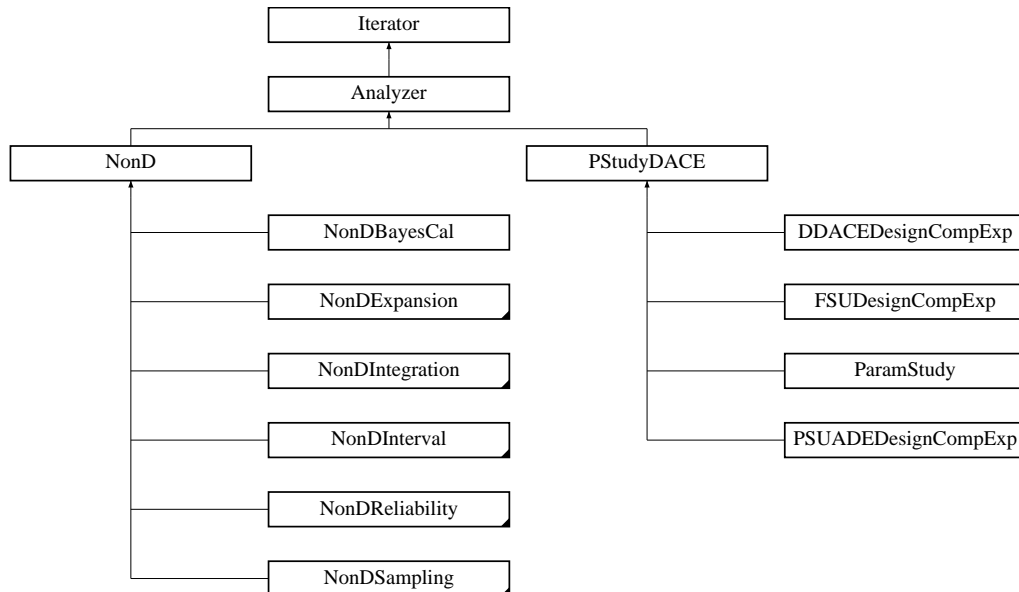 Iterator
Analyzer
NonD
PStudyDACE
NonDBayesCal
DDACEDesignCompExp
NonDExpansion
FSUDesignCompExp
NonDIntegration
ParamStudy
NonDInterval
PSUADEDesignCompExp
NonDReliability
NonDSampling